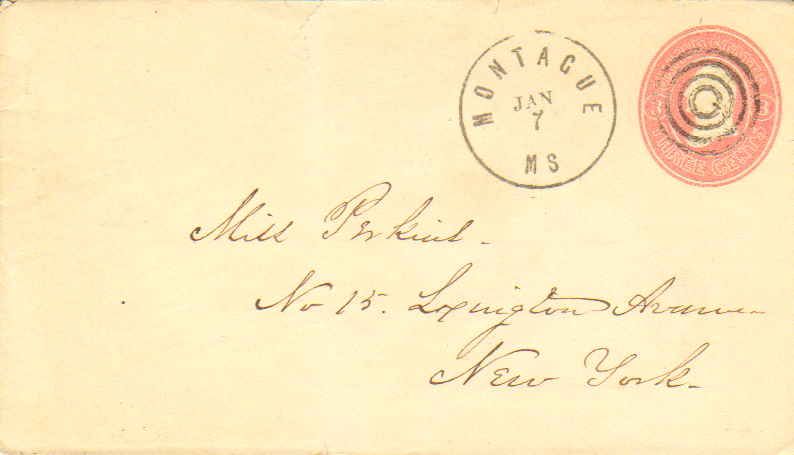 MONTAGUE
JAN
7
MS
THREE CENTS
Miss Perkins.
No 15. Lexington Avenue.
New York.